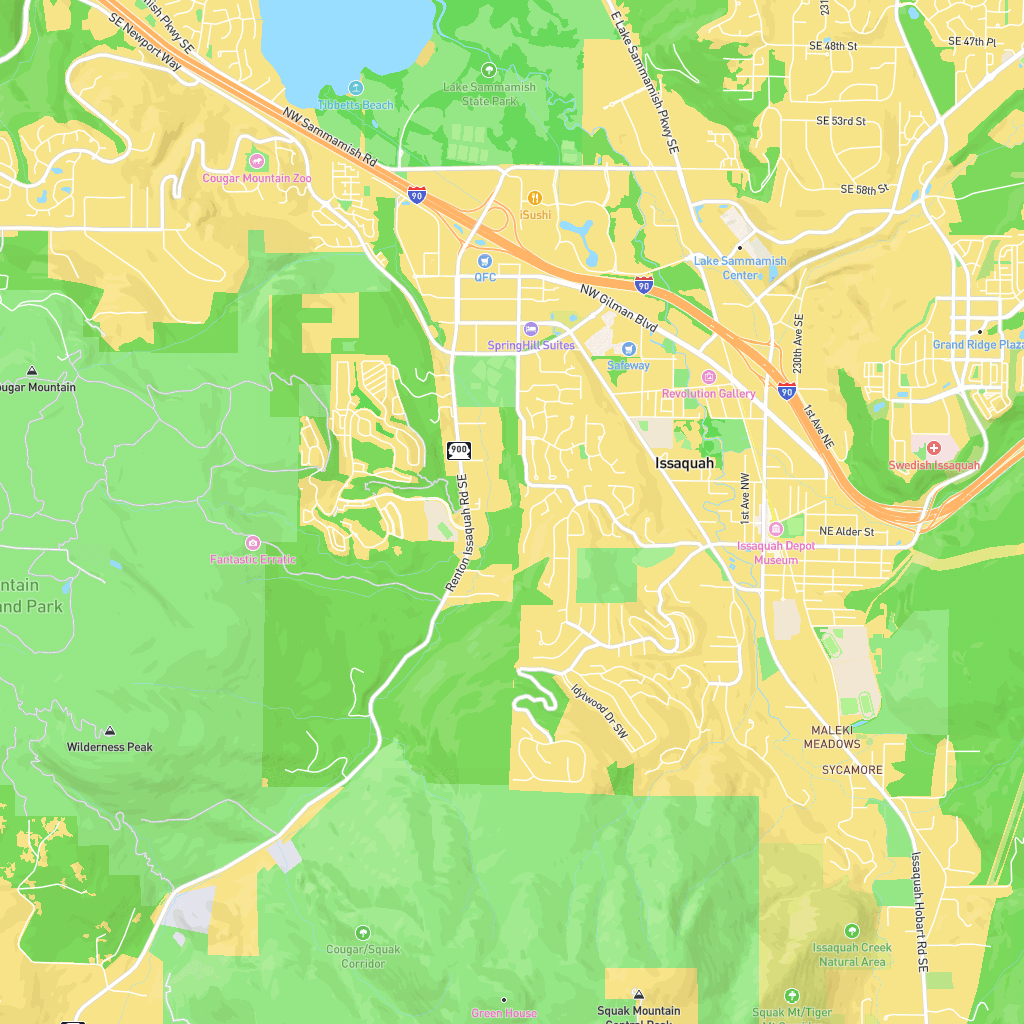 mish Pkwy SE
SE Newport Way
E Lake Sammamish Pkwy SE
231
SE 48th St
SE 47th Pl
Lake Sammamish
State Park
Tibbetts Beach
NW Sammamish Rd
SE 53rd St
Cougar Mountain Zoo
90
iSushi
SE 58th St
QFC
Lake Sammamish
Center
90
NW Gilman Blvd
SpringHill Suites
230th Ave SE
Grand Ridge Plaza
Safeway
ougar Mountain
Revolution Gallery
90
1st Ave NE
900
Issaquah
Swedish Issaquah
Renton Issaquah Rd SE
1st Ave NW
NE Alder St
Fantastic Erratic
Issaquah Depot
Museum
ntain
and Park
Idylwood Dr SW
Wilderness Peak
MALEKI
MEADOWS
SYCAMORE
Issaquah Hobart Rd SE
Cougar/Squak
Corridor
Issaquah Creek
Natural Area
Green House
Squak Mountain
Central Peak
Squak Mt/Tiger